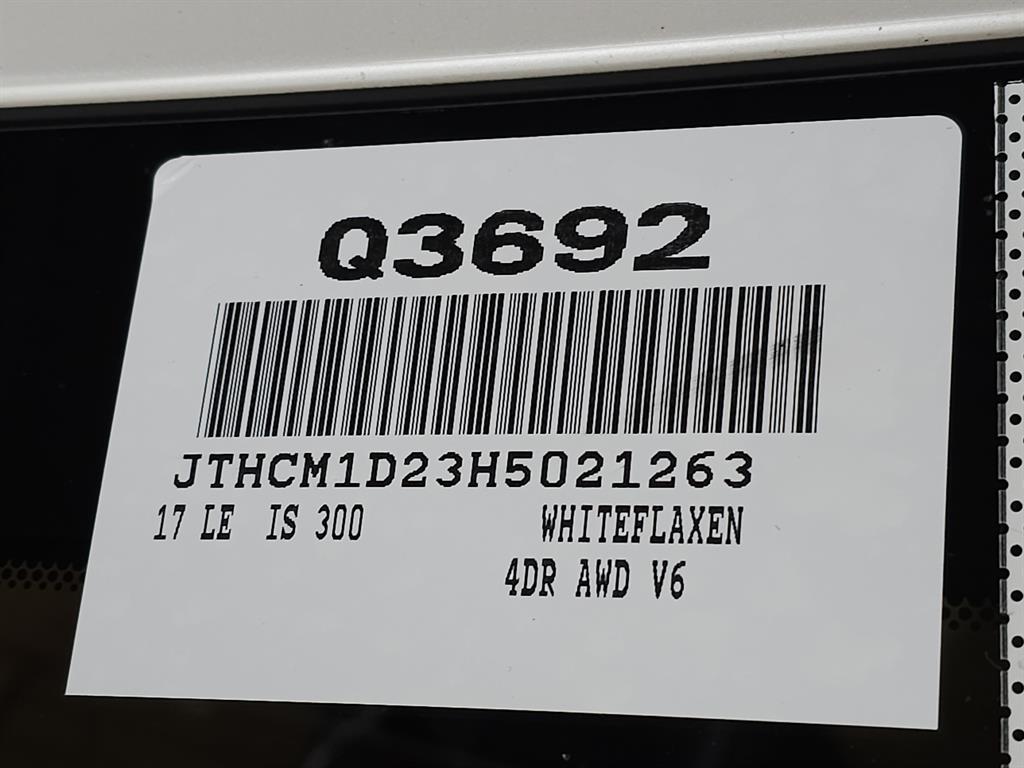 Q3692
JTHCM1D23H5021263
17 LE IS 300 WHITEFLAXEN
4DR AWD V6